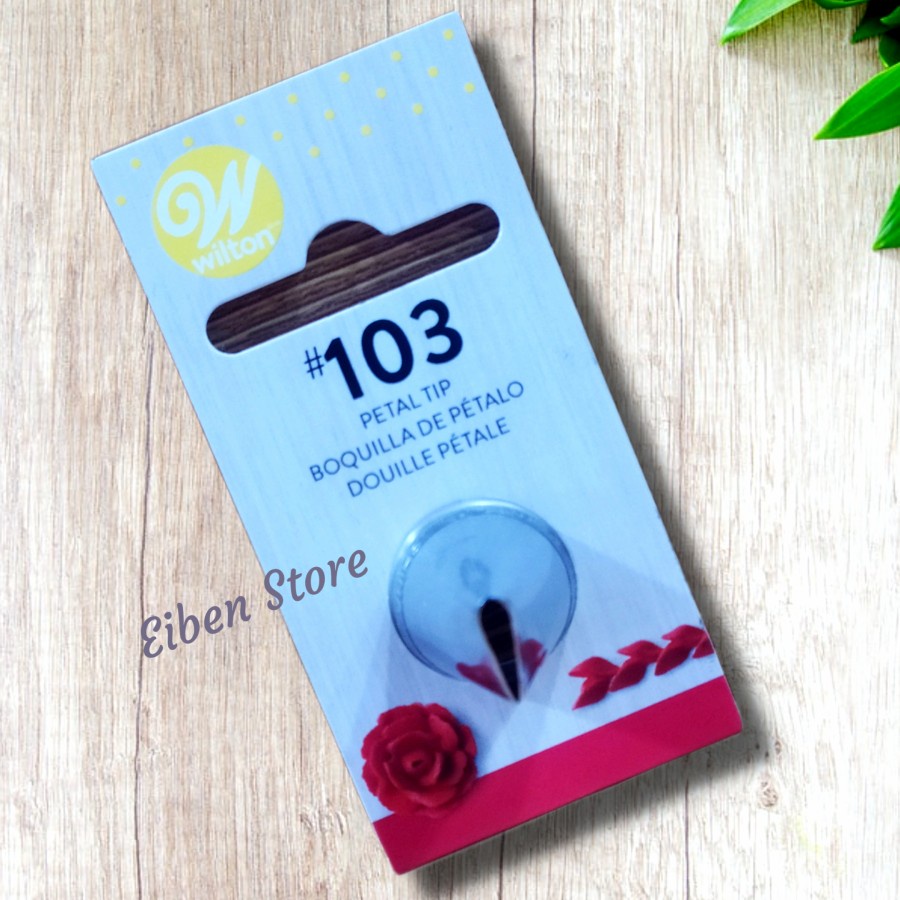 W
wilton
#103
PETAL TIP
BOQUILLA DE PÉTALO
DOUILLE PÉTALE
Eiben Store